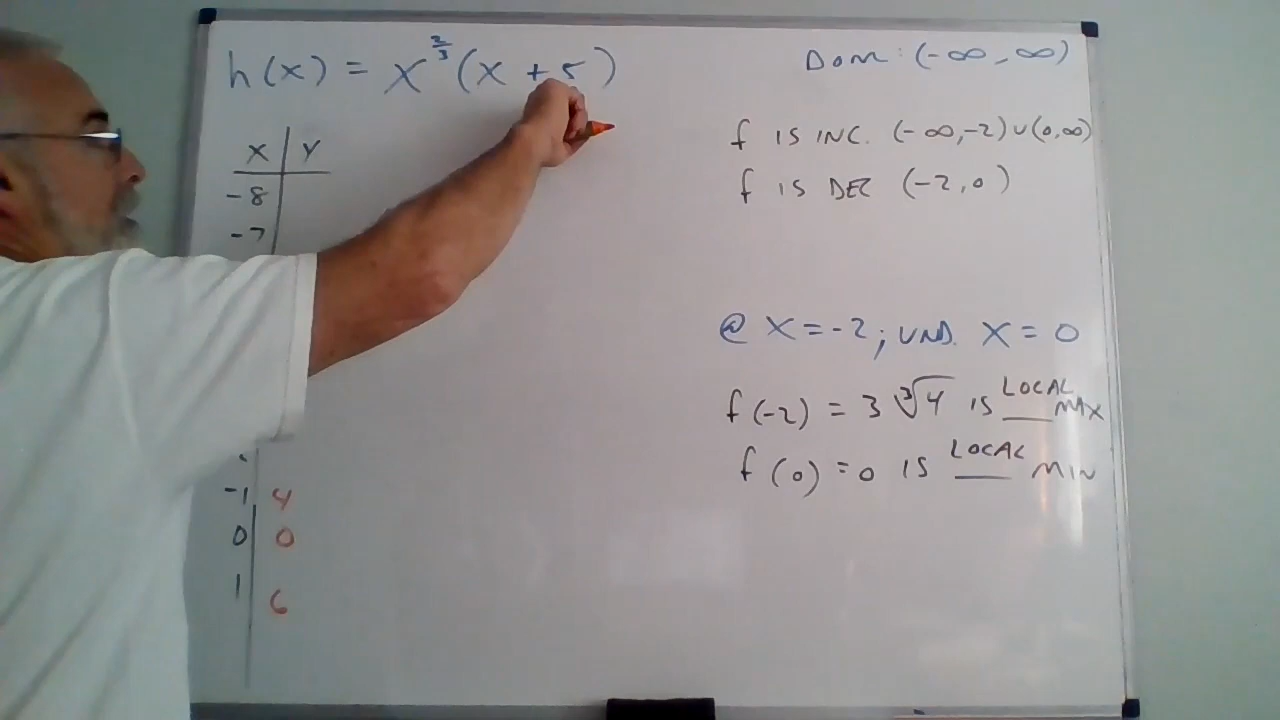 h(x) = x^(2/3) (x + 5)
Dom: (-∞, ∞)
f IS INC. (-∞,-2)∪(0,∞)
f IS DEC (-2,0)
X | Y
-8
-7
@ X=-2; UND. X=0
f(-2) = 3∛4 IS LOCAL MAX
f(0)=0 IS LOCAL MIN
-1 | 4
0 | 0
1 | 6